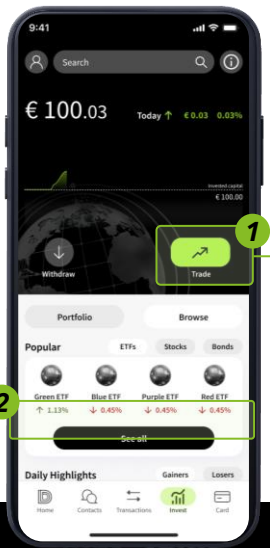 9:41
Search
€ 100.03
Today ↑ € 0.03 0.03%
invested capital
€ 100.00
1
Withdraw
Trade
Portfolio Browse
Popular ETFs Stocks Bonds
Green ETF Blue ETF Purple ETF Red ETF
2
↑ 1.13% ↓ 0.45% ↓ 0.45% ↓ 0.45%
See all
Daily Highlights Gainers Losers
Home Contacts Transactions Invest Card